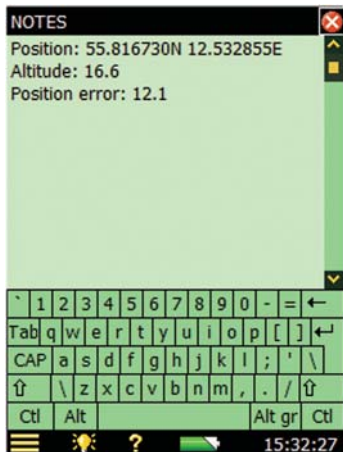 NOTES
Position: 55.816730N 12.532855E
Altitude: 16.6
Position error: 12.1
` 1 2 3 4 5 6 7 8 9 0 - = ←
Tab q w e r t y u i o p [ ] ↵
CAP a s d f g h j k l ; ' \
⇧ \ z x c v b n m , . / ⇧
Ctl Alt Alt gr Ctl
? 15:32:27